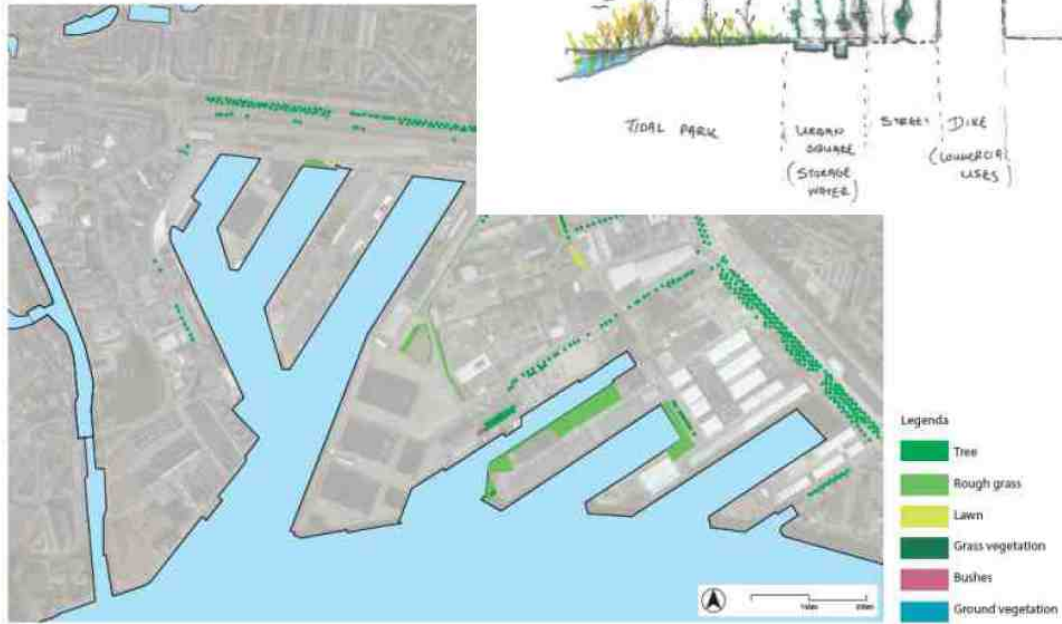 TIDAL PARK
URBAN
SQUARE
(STORAGE
WATER)
STREET
DIKE
(COMMERCIAL
USES)
Legenda
Tree
Rough grass
Lawn
Grass vegetation
Bushes
Ground vegetation